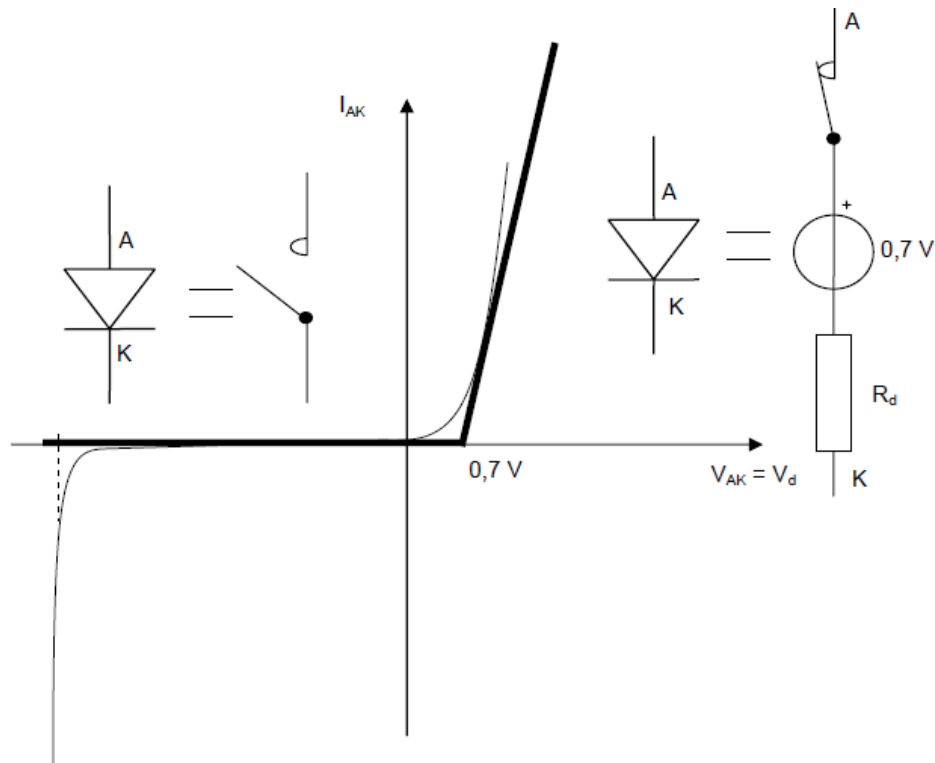 A
I_AK
A
A
K
+
0,7 V
K
R_d
0,7 V
V_AK = V_d
K